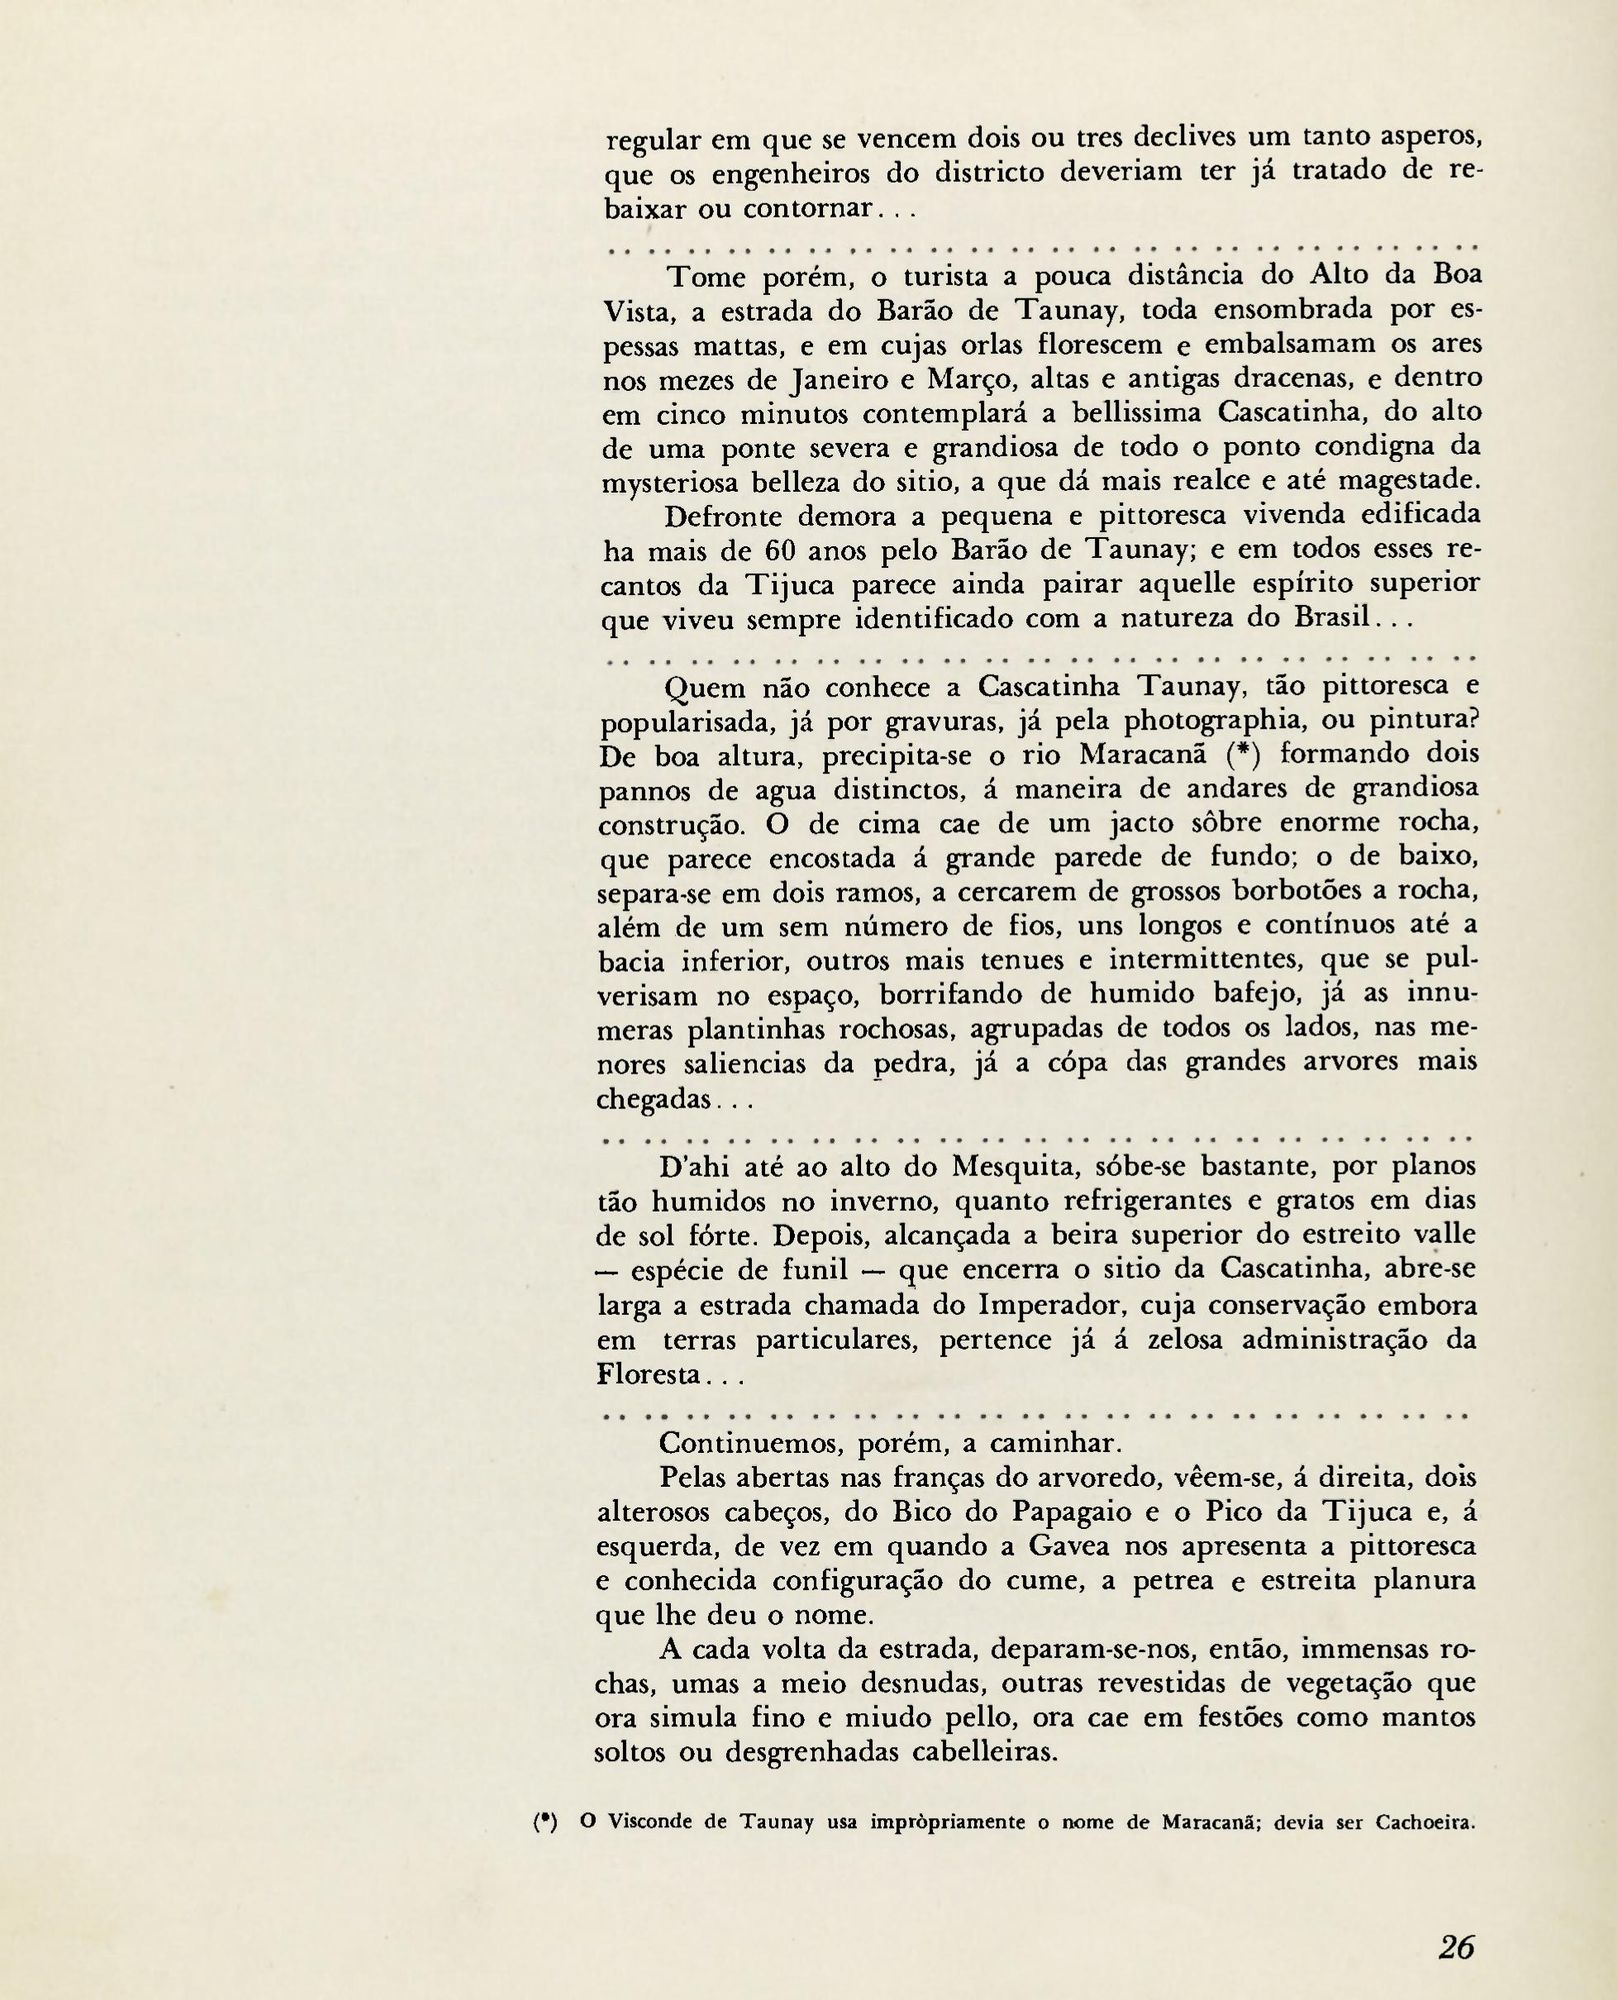 regular em que se vencem dois ou tres declives um tanto asperos,
que os engenheiros do districto deveriam ter já tratado de re-
baixar ou contornar...
. . . . . . . . . . . . . . . . . . . . . . . . . . . . . . . . . . . . . . . . . .
Tome porém, o turista a pouca distância do Alto da Boa
Vista, a estrada do Barão de Taunay, toda ensombrada por es-
pessas mattas, e em cujas orlas florescem e embalsamam os ares
nos mezes de Janeiro e Março, altas e antigas dracenas, e dentro
em cinco minutos contemplará a bellissima Cascatinha, do alto
de uma ponte severa e grandiosa de todo o ponto condigna da
mysteriosa belleza do sitio, a que dá mais realce e até magestade.
Defronte demora a pequena e pittoresca vivenda edificada
ha mais de 60 anos pelo Barão de Taunay; e em todos esses re-
cantos da Tijuca parece ainda pairar aquelle espírito superior
que viveu sempre identificado com a natureza do Brasil...
. . . . . . . . . . . . . . . . . . . . . . . . . . . . . . . . . . . . . . . . . .
Quem não conhece a Cascatinha Taunay, tão pittoresca e
popularisada, já por gravuras, já pela photographia, ou pintura?
De boa altura, precipita-se o rio Maracanã (*) formando dois
pannos de agua distinctos, á maneira de andares de grandiosa
construção. O de cima cae de um jacto sôbre enorme rocha,
que parece encostada á grande parede de fundo; o de baixo,
separa-se em dois ramos, a cercarem de grossos borbotões a rocha,
além de um sem número de fios, uns longos e contínuos até a
bacia inferior, outros mais tenues e intermittentes, que se pul-
verisam no espaço, borrifando de humido bafejo, já as innu-
meras plantinhas rochosas, agrupadas de todos os lados, nas me-
nores saliencias da pedra, já a cópa das grandes arvores mais
chegadas...
. . . . . . . . . . . . . . . . . . . . . . . . . . . . . . . . . . . . . . . . . .
D'ahi até ao alto do Mesquita, sóbe-se bastante, por planos
tão humidos no inverno, quanto refrigerantes e gratos em dias
de sol fórte. Depois, alcançada a beira superior do estreito valle
— espécie de funil — que encerra o sitio da Cascatinha, abre-se
larga a estrada chamada do Imperador, cuja conservação embora
em terras particulares, pertence já á zelosa administração da
Floresta...
. . . . . . . . . . . . . . . . . . . . . . . . . . . . . . . . . . . . . . . . . .
Continuemos, porém, a caminhar.
Pelas abertas nas franças do arvoredo, vêem-se, á direita, dois
alterosos cabeços, do Bico do Papagaio e o Pico da Tijuca e, á
esquerda, de vez em quando a Gavea nos apresenta a pittoresca
e conhecida configuração do cume, a petrea e estreita planura
que lhe deu o nome.
A cada volta da estrada, deparam-se-nos, então, immensas ro-
chas, umas a meio desnudas, outras revestidas de vegetação que
ora simula fino e miudo pello, ora cae em festões como mantos
soltos ou desgrenhadas cabelleiras.
(*) O Visconde de Taunay usa impròpriamente o nome de Maracanã; devia ser Cachoeira.
26